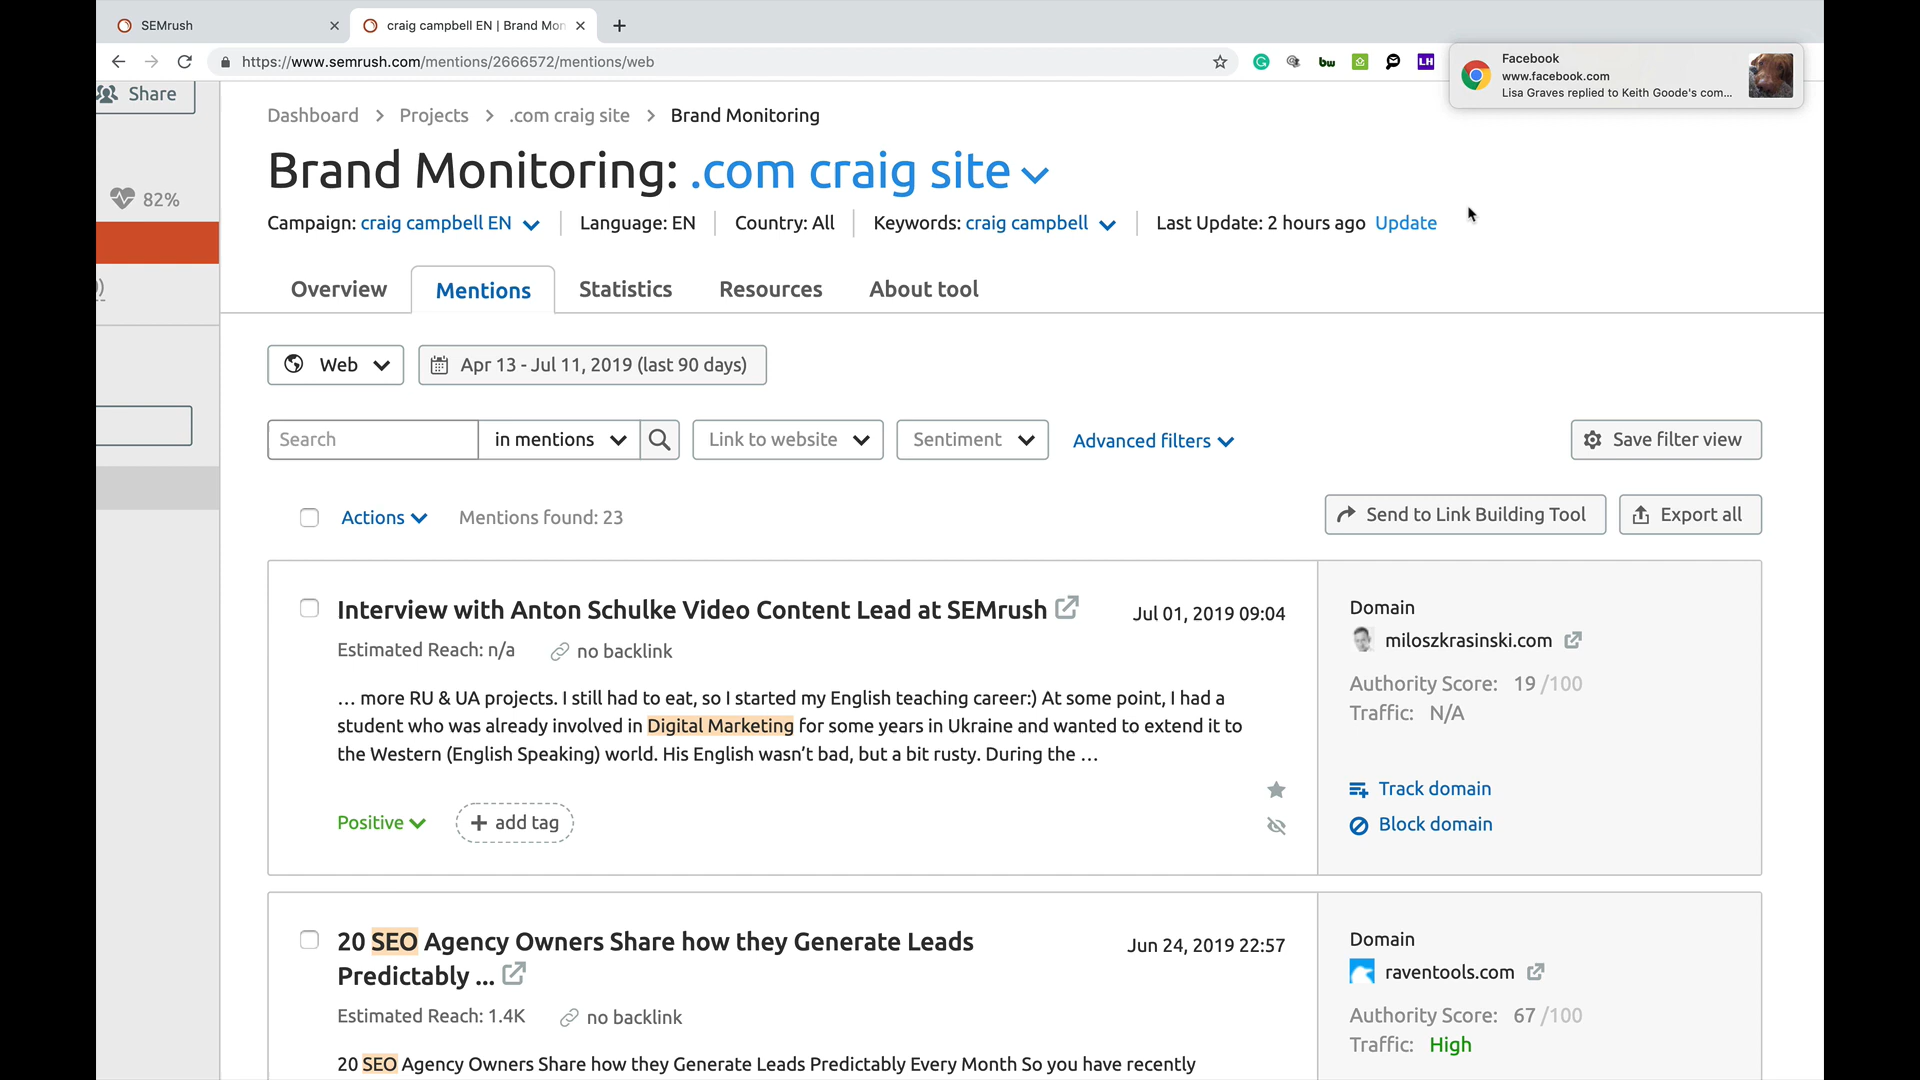 SEMrush
craig campbell EN | Brand Mon
https://www.semrush.com/mentions/2666572/mentions/web
bw
LH
Facebook
www.facebook.com
Lisa Graves replied to Keith Goode's com...
Share
Dashboard > Projects > .com craig site > Brand Monitoring
Brand Monitoring: .com craig site
82%
Campaign: craig campbell EN Language: EN Country: All Keywords: craig campbell Last Update: 2 hours ago Update
Overview Mentions Statistics Resources About tool
Web Apr 13 - Jul 11, 2019 (last 90 days)
Search in mentions Link to website Sentiment Advanced filters Save filter view
Actions Mentions found: 23 Send to Link Building Tool Export all
Interview with Anton Schulke Video Content Lead at SEMrush Jul 01, 2019 09:04
Estimated Reach: n/a no backlink
... more RU & UA projects. I still had to eat, so I started my English teaching career:) At some point, I had a
student who was already involved in Digital Marketing for some years in Ukraine and wanted to extend it to
the Western (English Speaking) world. His English wasn't bad, but a bit rusty. During the ...
Positive + add tag
Domain
miloszkrasinski.com
Authority Score: 19 /100
Traffic: N/A
Track domain
Block domain
20 SEO Agency Owners Share how they Generate Leads
Predictably ...
Jun 24, 2019 22:57
Estimated Reach: 1.4K no backlink
20 SEO Agency Owners Share how they Generate Leads Predictably Every Month So you have recently
Domain
raventools.com
Authority Score: 67 /100
Traffic: High